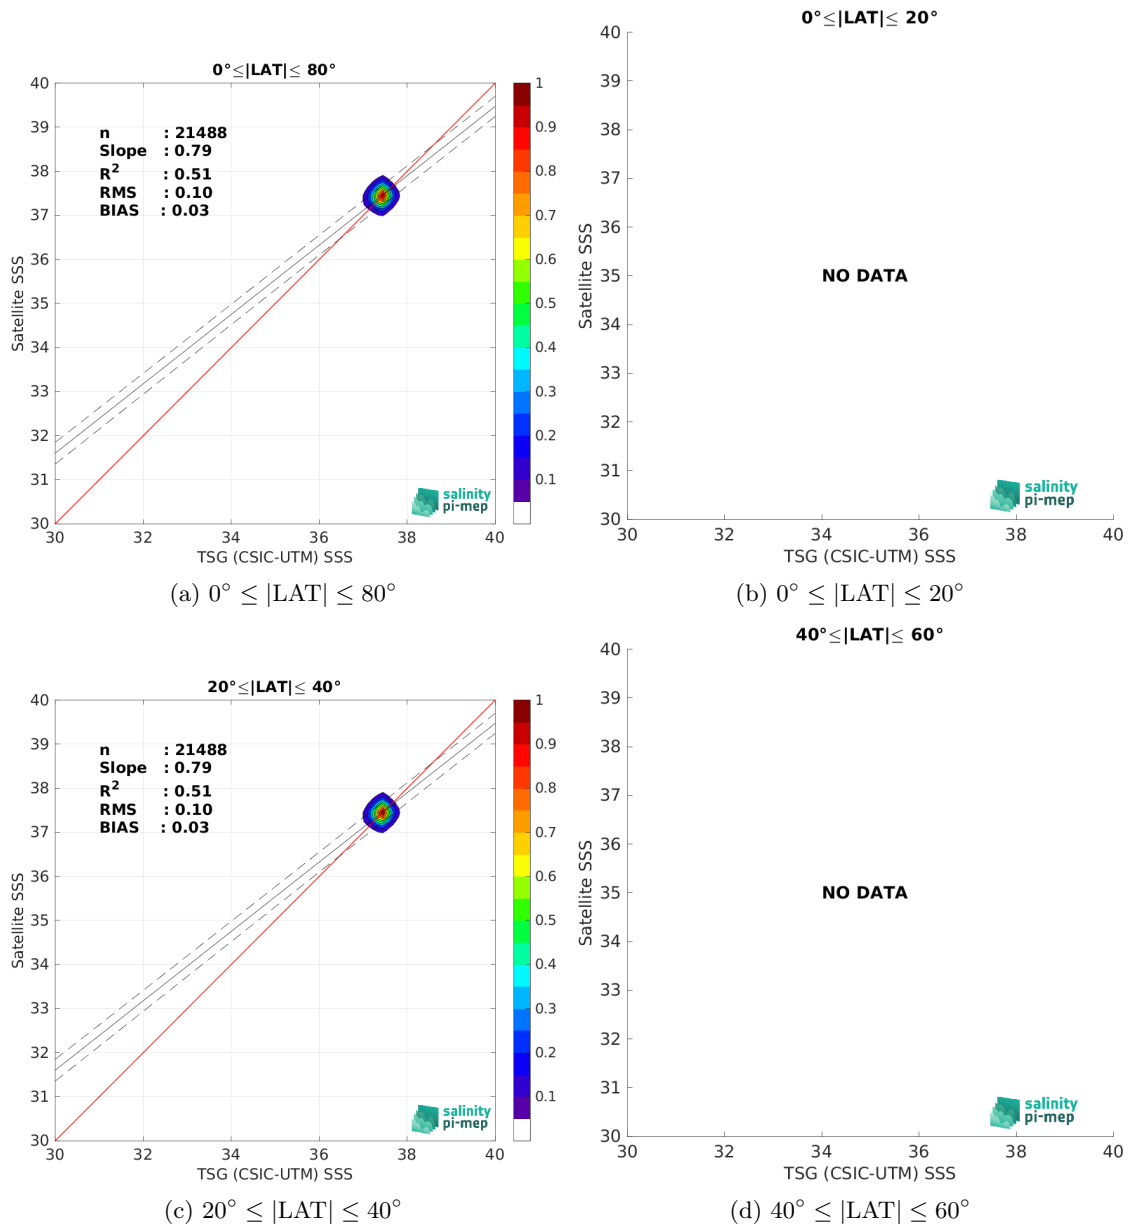 0°≤|LAT|≤ 80°
40
39
38
37
36
35
34
33
32
31
30
30
32
34
36
38
40
Satellite SSS
TSG (CSIC-UTM) SSS
n : 21488
Slope : 0.79
R² : 0.51
RMS : 0.10
BIAS : 0.03
salinity
pi-mep
1
0.9
0.8
0.7
0.6
0.5
0.4
0.3
0.2
0.1
(a) 0° ≤ |LAT| ≤ 80°
0°≤|LAT|≤ 20°
40
39
38
37
36
35
34
33
32
31
30
30
32
34
36
38
40
Satellite SSS
TSG (CSIC-UTM) SSS
NO DATA
salinity
pi-mep
(b) 0° ≤ |LAT| ≤ 20°
20°≤|LAT|≤ 40°
40
39
38
37
36
35
34
33
32
31
30
30
32
34
36
38
40
Satellite SSS
TSG (CSIC-UTM) SSS
n : 21488
Slope : 0.79
R² : 0.51
RMS : 0.10
BIAS : 0.03
salinity
pi-mep
1
0.9
0.8
0.7
0.6
0.5
0.4
0.3
0.2
0.1
(c) 20° ≤ |LAT| ≤ 40°
40°≤|LAT|≤ 60°
40
39
38
37
36
35
34
33
32
31
30
30
32
34
36
38
40
Satellite SSS
TSG (CSIC-UTM) SSS
NO DATA
salinity
pi-mep
(d) 40° ≤ |LAT| ≤ 60°